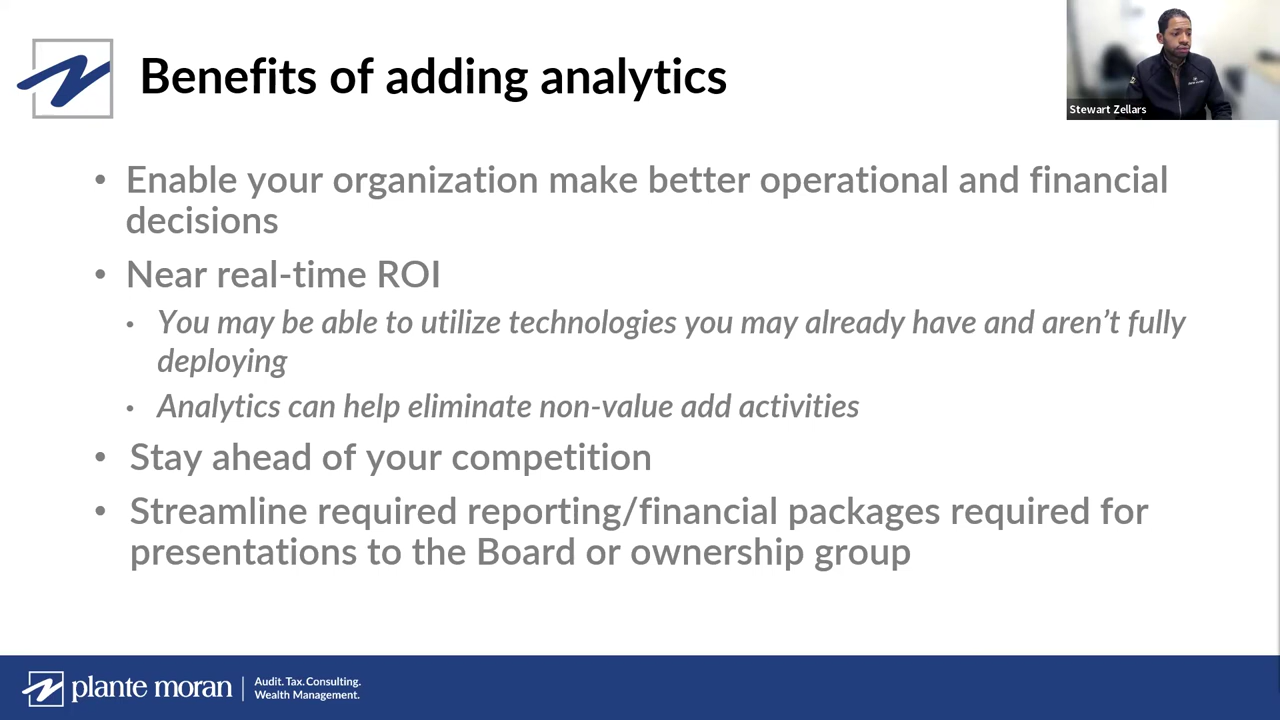 Benefits of adding analytics
Stewart Zellars
• Enable your organization make better operational and financial
decisions
• Near real-time ROI
• You may be able to utilize technologies you may already have and aren’t fully
deploying
• Analytics can help eliminate non-value add activities
• Stay ahead of your competition
• Streamline required reporting/financial packages required for
presentations to the Board or ownership group
plante moran
Audit. Tax. Consulting.
Wealth Management.